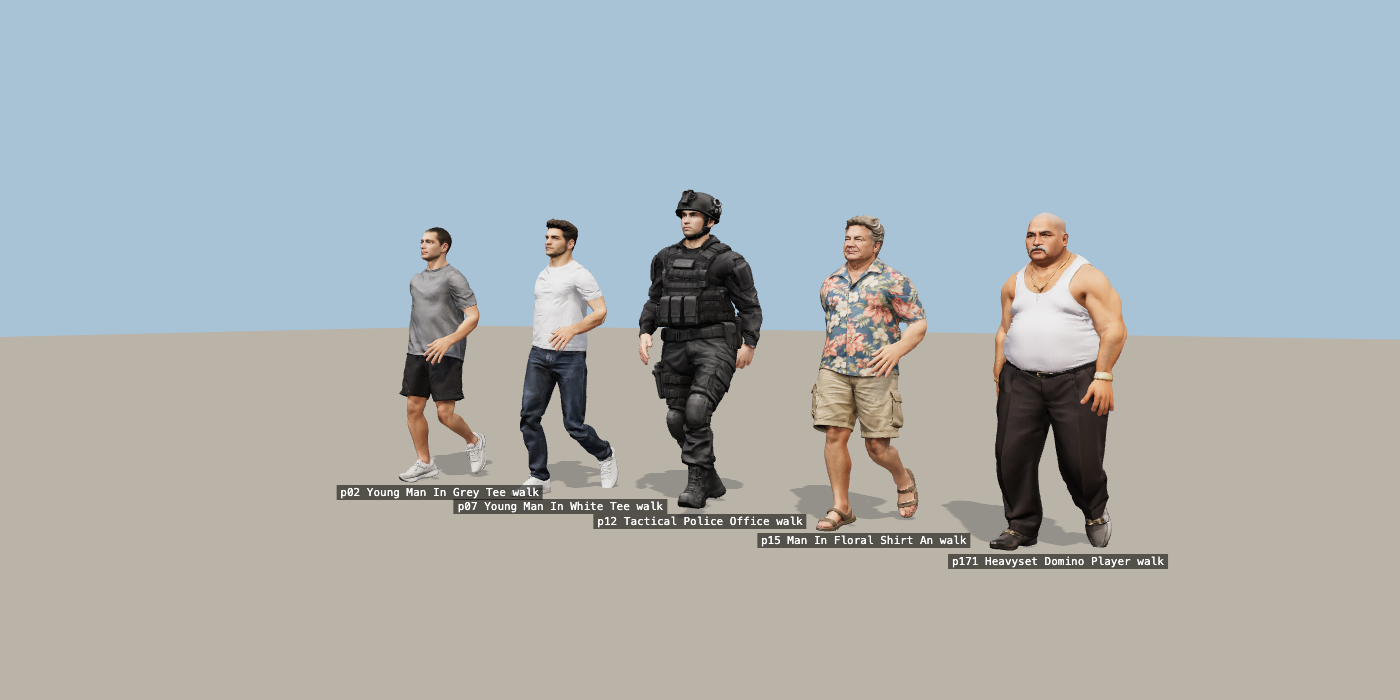 p02 Young Man In Grey Tee walk
p07 Young Man In White Tee walk
p12 Tactical Police Office walk
p15 Man In Floral Shirt An walk
p171 Heavyset Domino Player walk